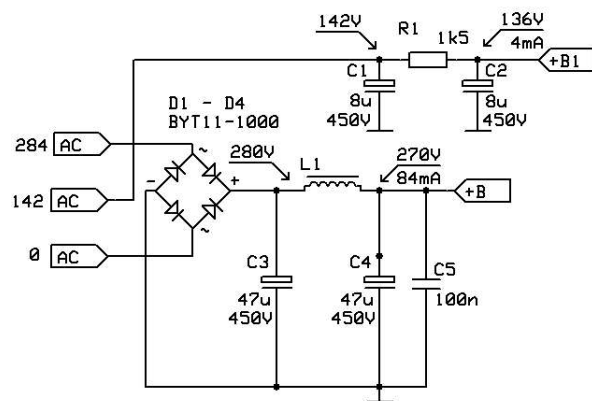 142V
R1
1k5
136V
4mA
+B1
C1
8u
450V
C2
8u
450V
D1 - D4
BYT11-1000
284 AC
142 AC
0 AC
~
-
+
~
280V
L1
270V
84mA
+B
C3
47u
450V
C4
47u
450V
C5
100n